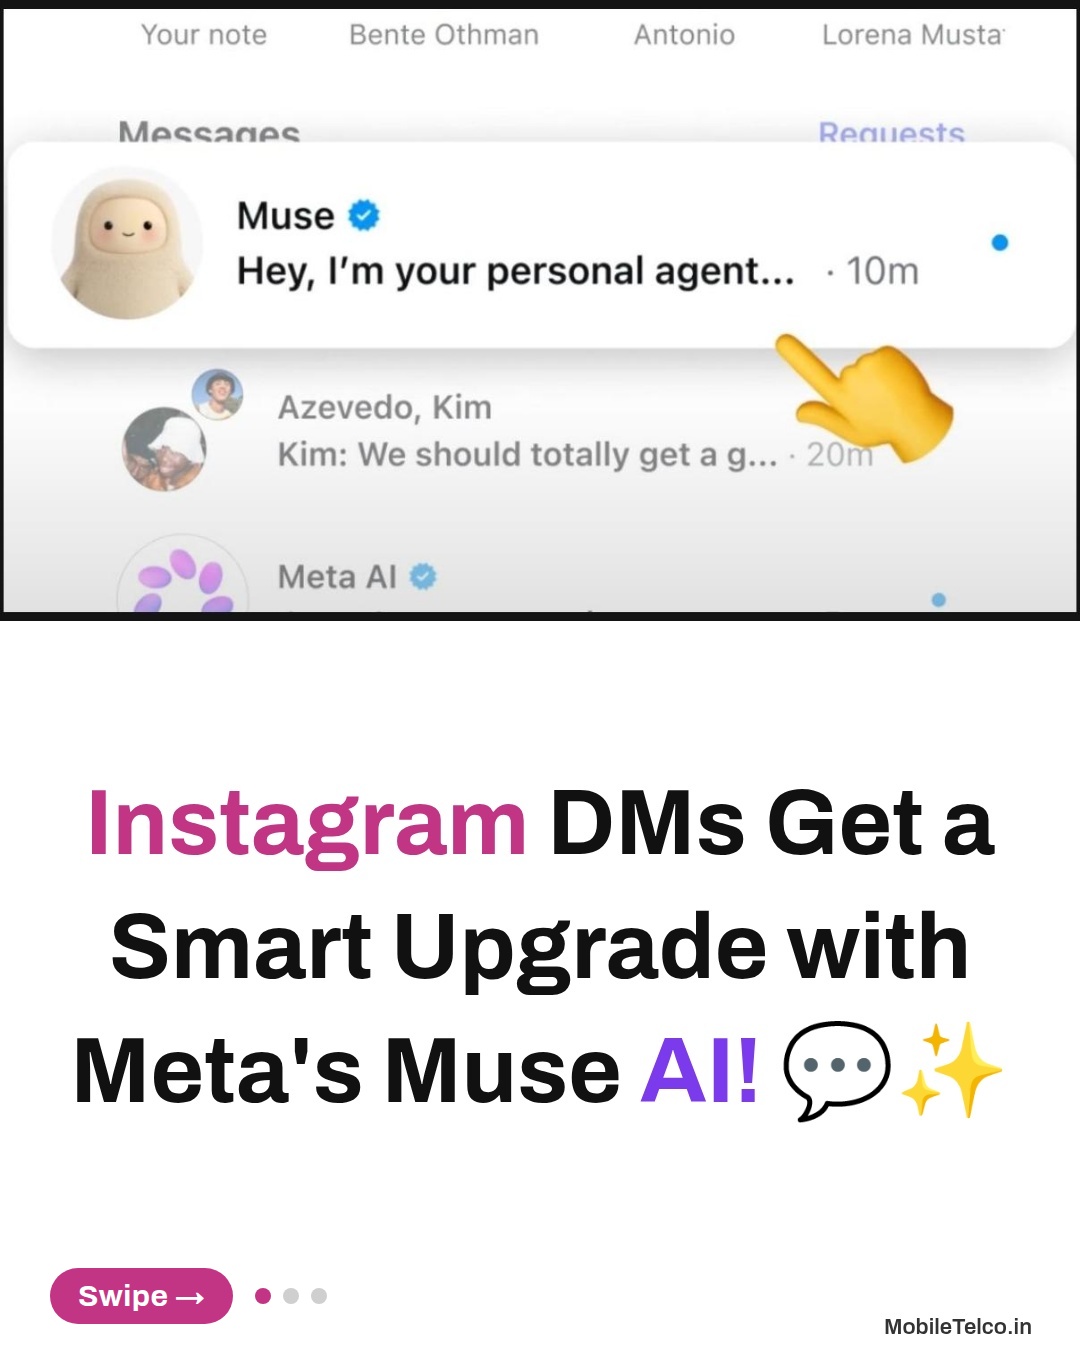 Your note Bente Othman Antonio Lorena Musta
Messages Requests
Muse
Hey, I’m your personal agent... · 10m
Azevedo, Kim
Kim: We should totally get a g... · 20m
Meta AI
Instagram DMs Get a
Smart Upgrade with
Meta's Muse AI! 💬✨
Swipe →
MobileTelco.in